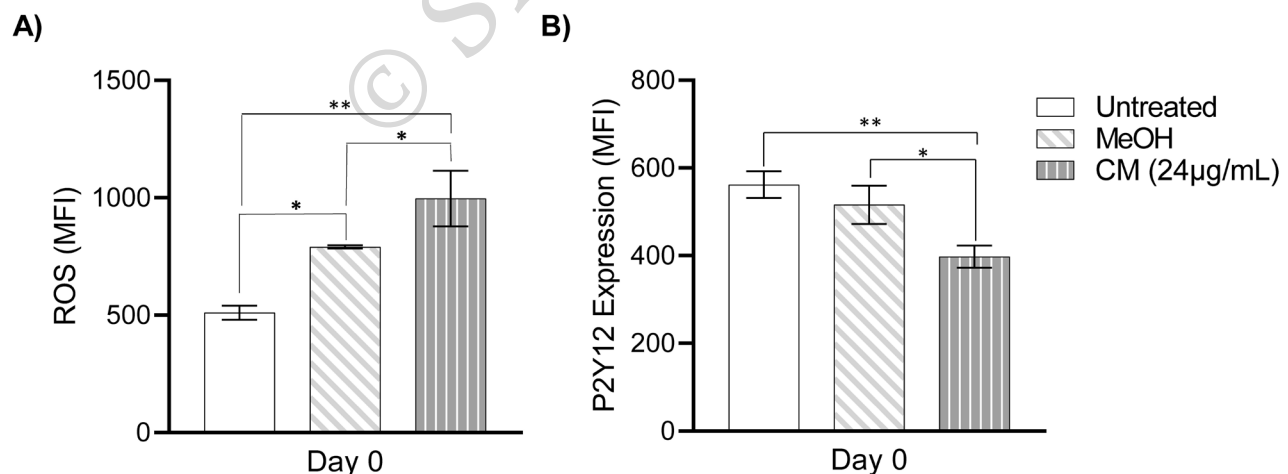 A)
ROS (MFI)
1500
1000
500
0
**
*
*
Day 0
B)
P2Y12 Expression (MFI)
800
600
400
200
0
**
*
Day 0
Untreated
MeOH
CM (24µg/mL)
©